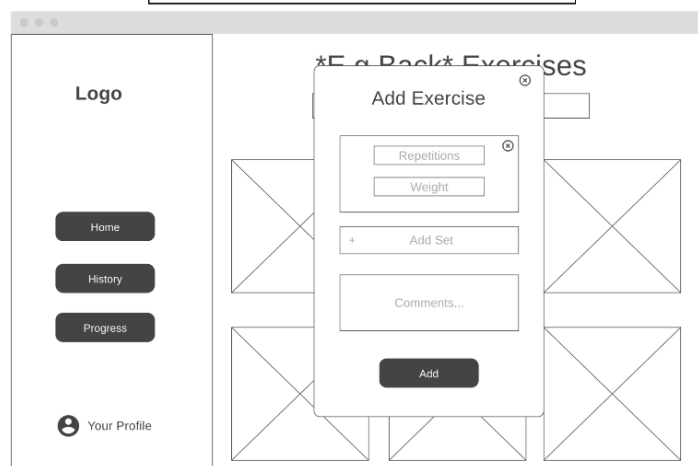 *E.g Back* Exercises
Logo
Add Exercise
Repetitions
Weight
+ Add Set
Comments...
Add
Home
History
Progress
Your Profile